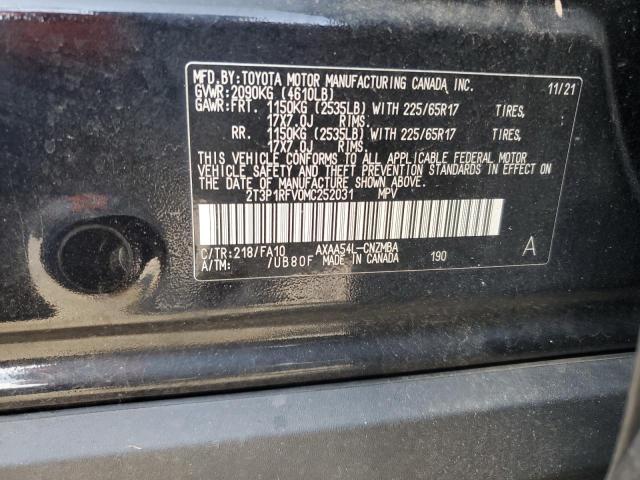 MFD.BY:TOYOTA MOTOR MANUFACTURING CANADA INC. 11/21
GVWR:2090KG (4610LB)
GAWR:FRT. 1150KG (2535LB) WITH 225/65R17 TIRES,
17X7.0J RIMS,
RR. 1150KG (2535LB) WITH 225/65R17 TIRES,
17X7.0J RIMS
THIS VEHICLE CONFORMS TO ALL APPLICABLE FEDERAL MOTOR
VEHICLE SAFETY AND THEFT PREVENTION STANDARDS IN EFFECT ON
THE DATE OF MANUFACTURE SHOWN ABOVE.
2T3P1RFV0MC252031 MPV
C/TR:218/FA10 AXAA54L-CNZMBA A
A/TM: /UB80F MADE IN CANADA 190